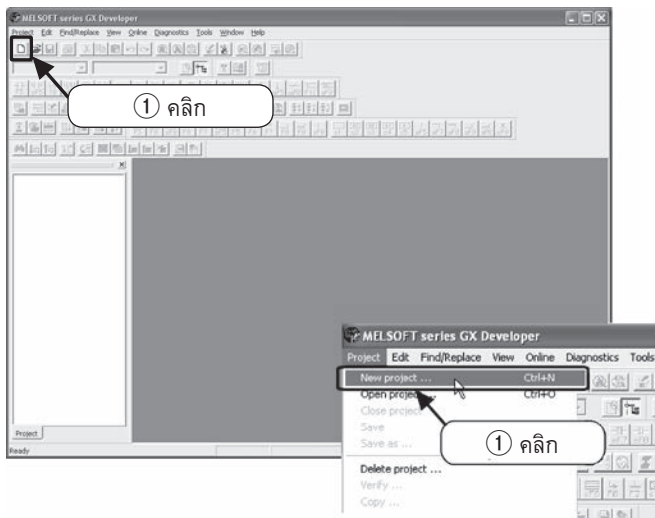 MELSOFT series GX Developer
Project Edit Find/Replace View Online Diagnostics Tools Window Help
① คลิก
Project
Ready
MELSOFT series GX Developer
Project Edit Find/Replace View Online Diagnostics Tools
New project ... Ctrl+N
Open project... Ctrl+O
Close project
Save
Save as ...
① คลิก
Delete project ...
Verify ...
Copy ...